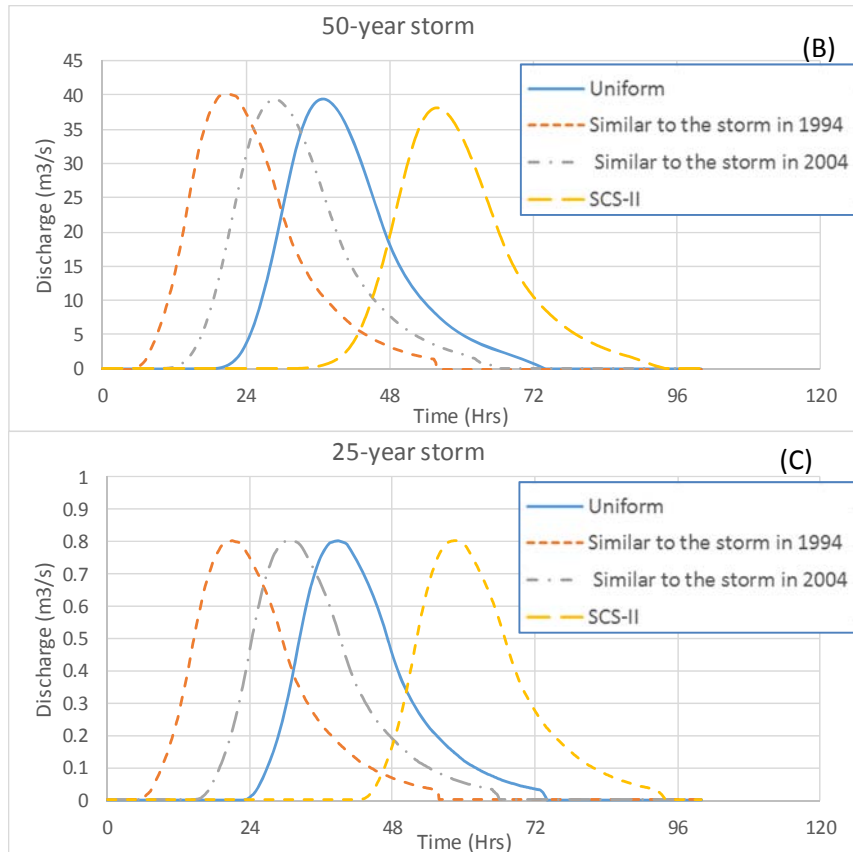 50-year storm
(B)
45
40
35
30
25
20
15
10
5
0
Discharge (m3/s)
Uniform
Similar to the storm in 1994
Similar to the storm in 2004
SCS-II
0 24 48 72 96 120
Time (Hrs)
25-year storm
(C)
1
0.9
0.8
0.7
0.6
0.5
0.4
0.3
0.2
0.1
0
Discharge (m3/s)
Uniform
Similar to the storm in 1994
Similar to the storm in 2004
SCS-II
0 24 48 72 96 120
Time (Hrs)